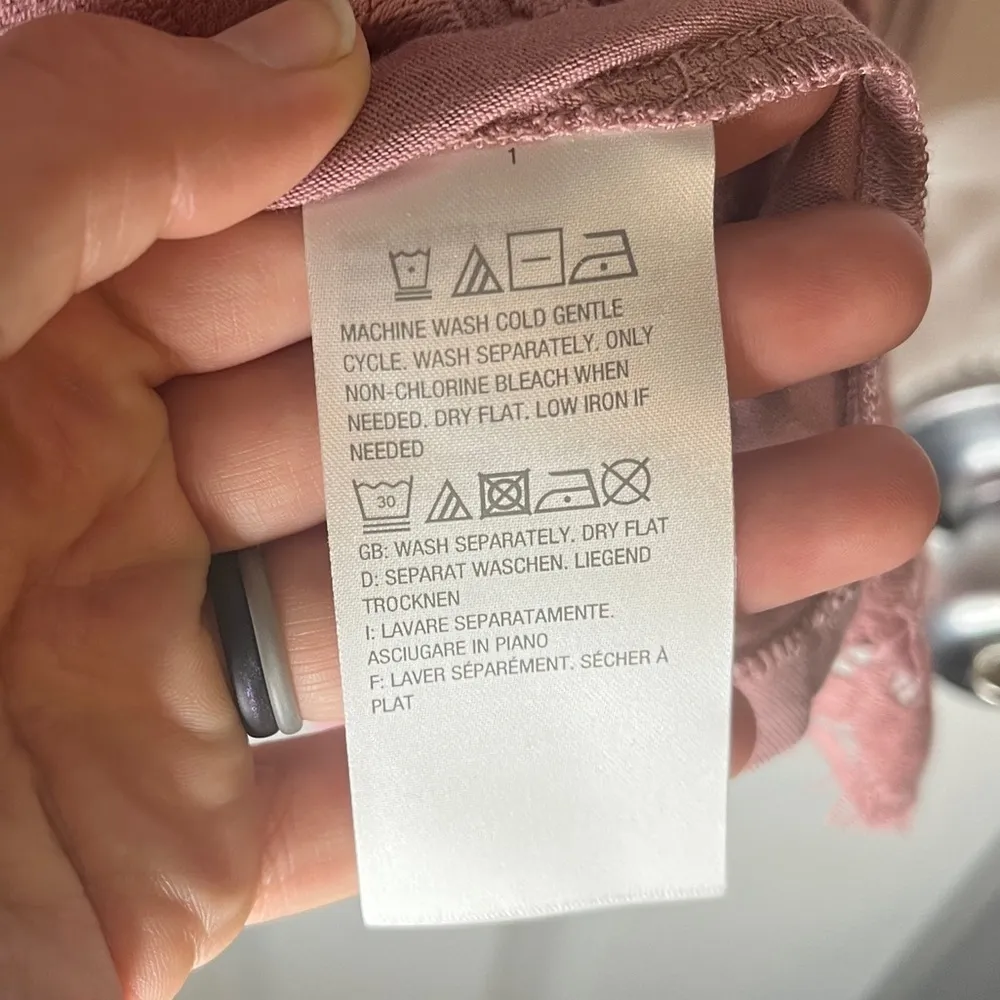 1
MACHINE WASH COLD GENTLE
CYCLE. WASH SEPARATELY. ONLY
NON-CHLORINE BLEACH WHEN
NEEDED. DRY FLAT. LOW IRON IF
NEEDED
30
GB: WASH SEPARATELY. DRY FLAT
D: SEPARAT WASCHEN. LIEGEND
TROCKNEN
I: LAVARE SEPARATAMENTE.
ASCIUGARE IN PIANO
F: LAVER SÉPARÉMENT. SÉCHER À
PLAT